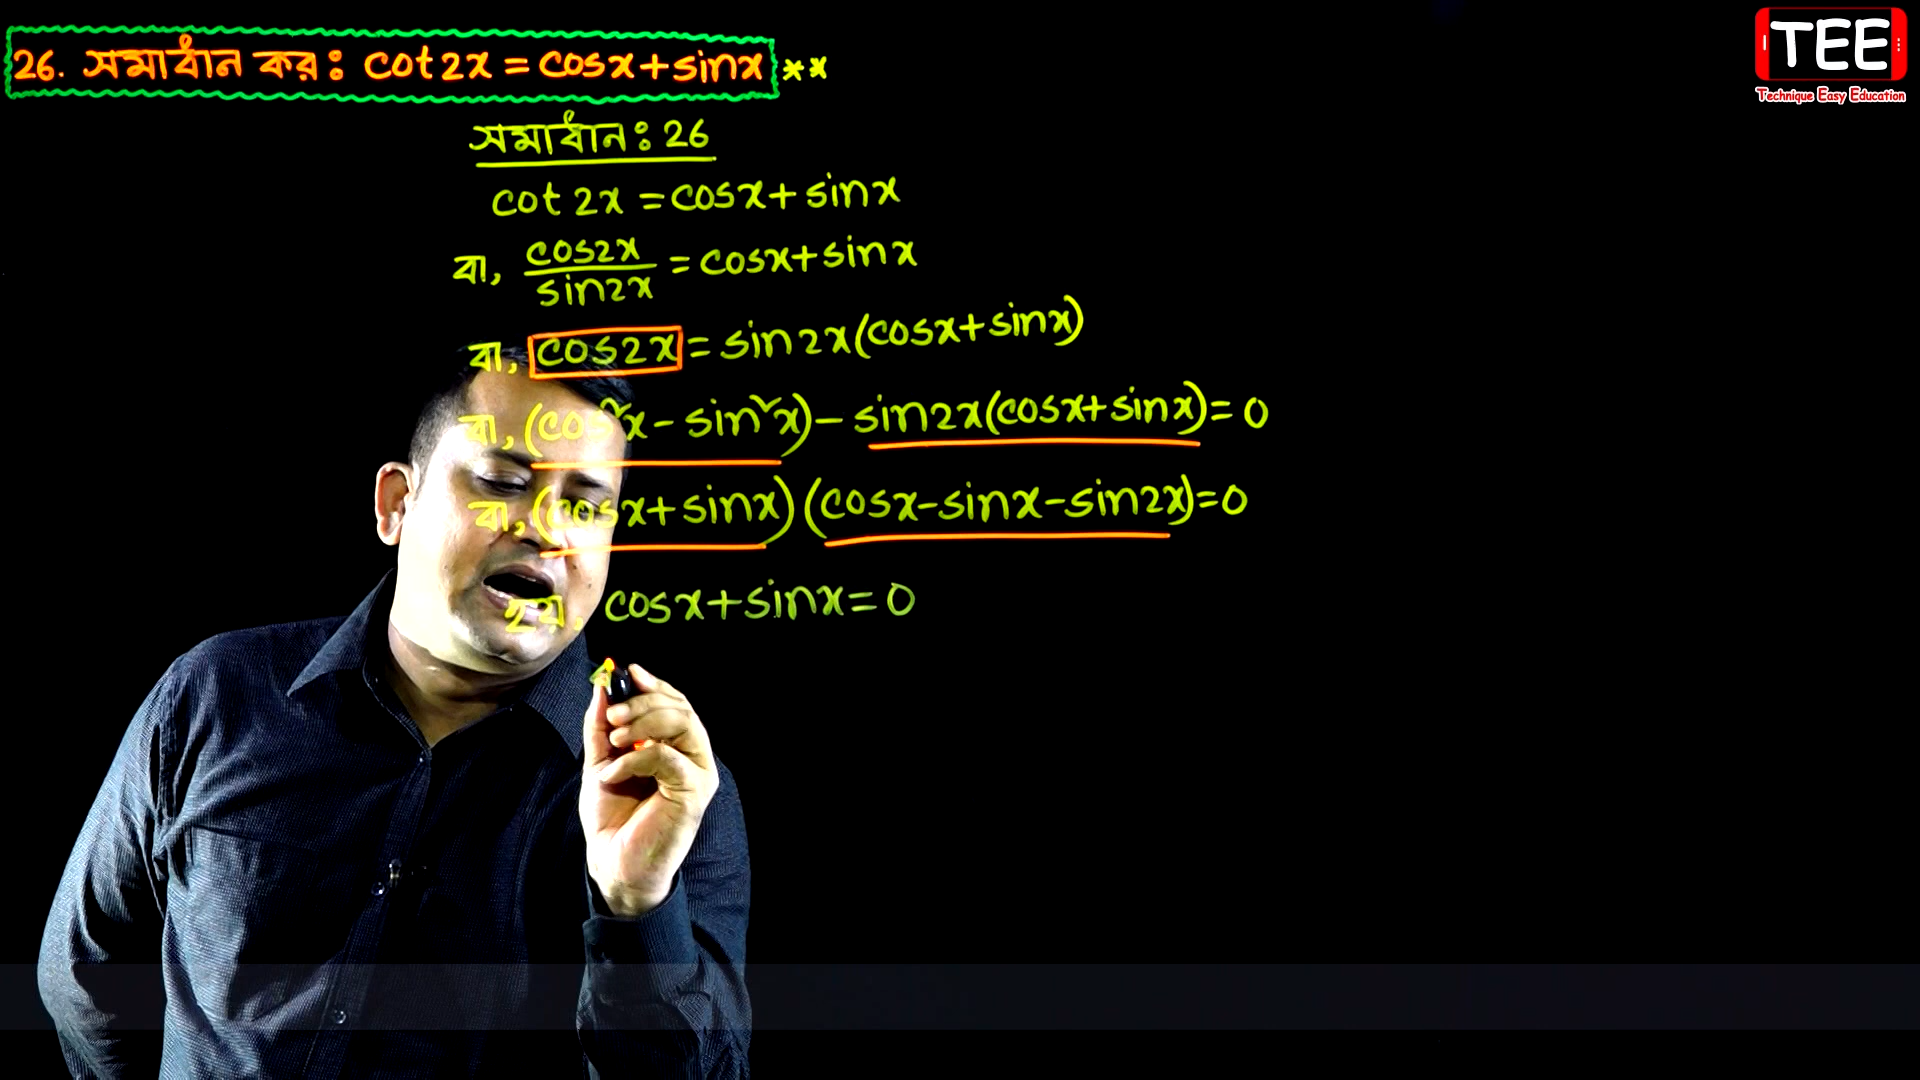 26. সমাধান কর: cot2x = cosx+sinx **
TEE
Technique Easy Education
সমাধান: 26
cot 2x = cosx + sinx
বা, cos2x/sin2x = cosx+sinx
বা, cos2x = sin2x(cosx+sinx)
বা, (cos²x - sin²x) - sin2x(cosx+sinx) = 0
বা, (cosx+sinx) (cosx-sinx-sin2x)=0
হয়, cosx+sinx=0